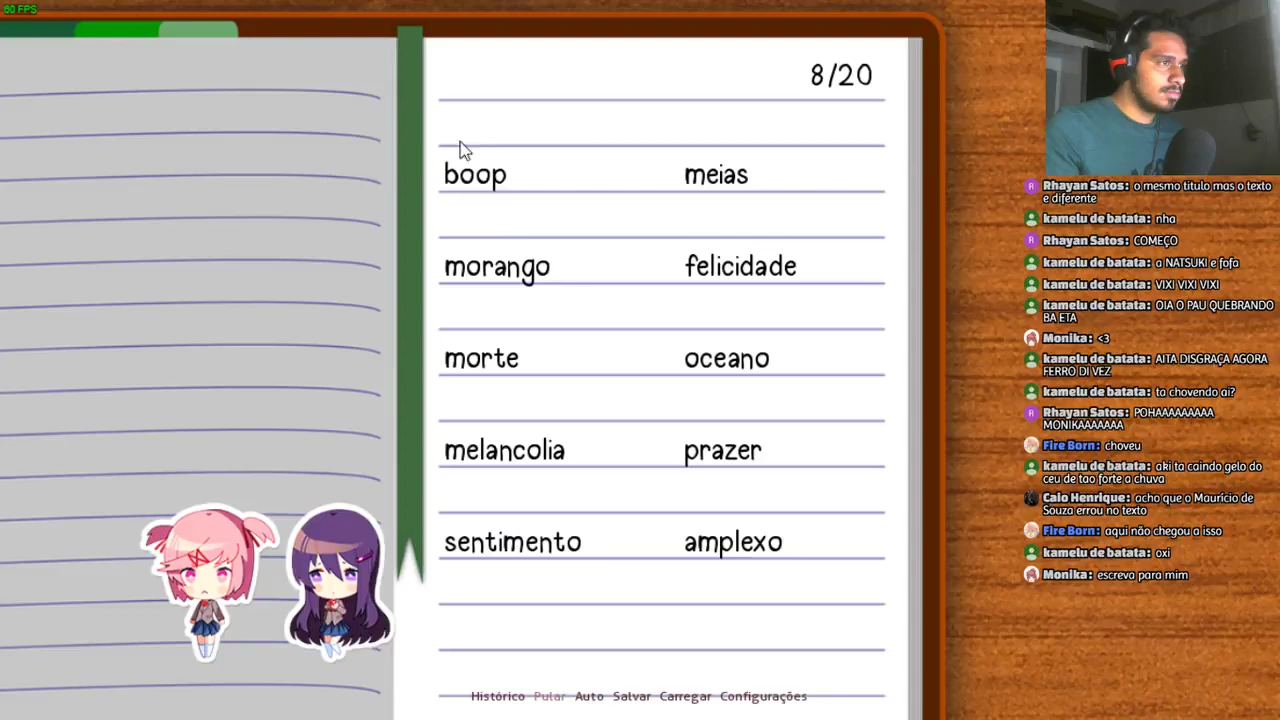 60 FPS
8/20
boop meias
morango felicidade
morte oceano
melancolia prazer
sentimento amplexo
Histórico Pular Auto Salvar Carregar Configurações
R Rhayan Satos: o mesmo titulo mas o texto
e diferente
kamelu de batata: nha
R Rhayan Satos: COMEÇO
kamelu de batata: a NATSUKI e fofa
kamelu de batata: VIXI VIXI VIXI
kamelu de batata: OIA O PAU QUEBRANDO
BA ETA
Monika: <3
kamelu de batata: AITA DISGRAÇA AGORA
FERRO DI VEZ
kamelu de batata: ta chovendo ai?
R Rhayan Satos: POHAAAAAAAAA
MONIKAAAAAAA
Fire Born: choveu
kamelu de batata: aki ta caindo gelo do
ceu de tao forte a chuva
Caio Henrique: acho que o Maurício de
Souza errou no texto
Fire Born: aqui não chegou a isso
kamelu de batata: oxi
Monika: escreva para mim